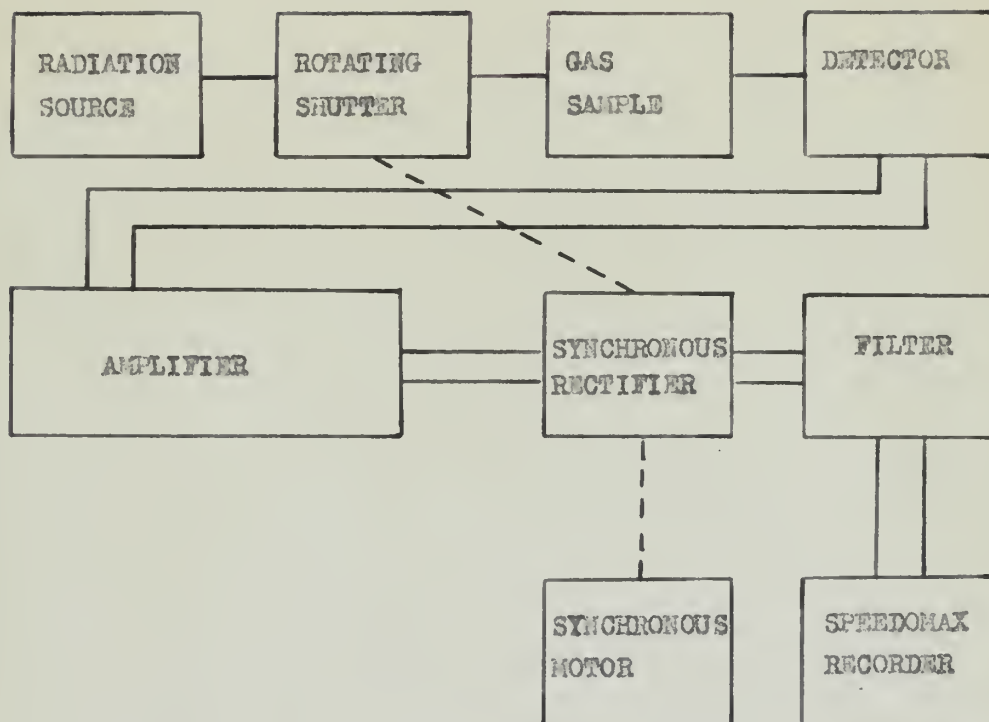 RADIATION
SOURCE
ROTATING
SHUTTER
GAS
SAMPLE
DETECTOR
AMPLIFIER
SYNCHRONOUS
RECTIFIER
FILTER
SYNCHRONOUS
MOTOR
SPEEDOMAX
RECORDER